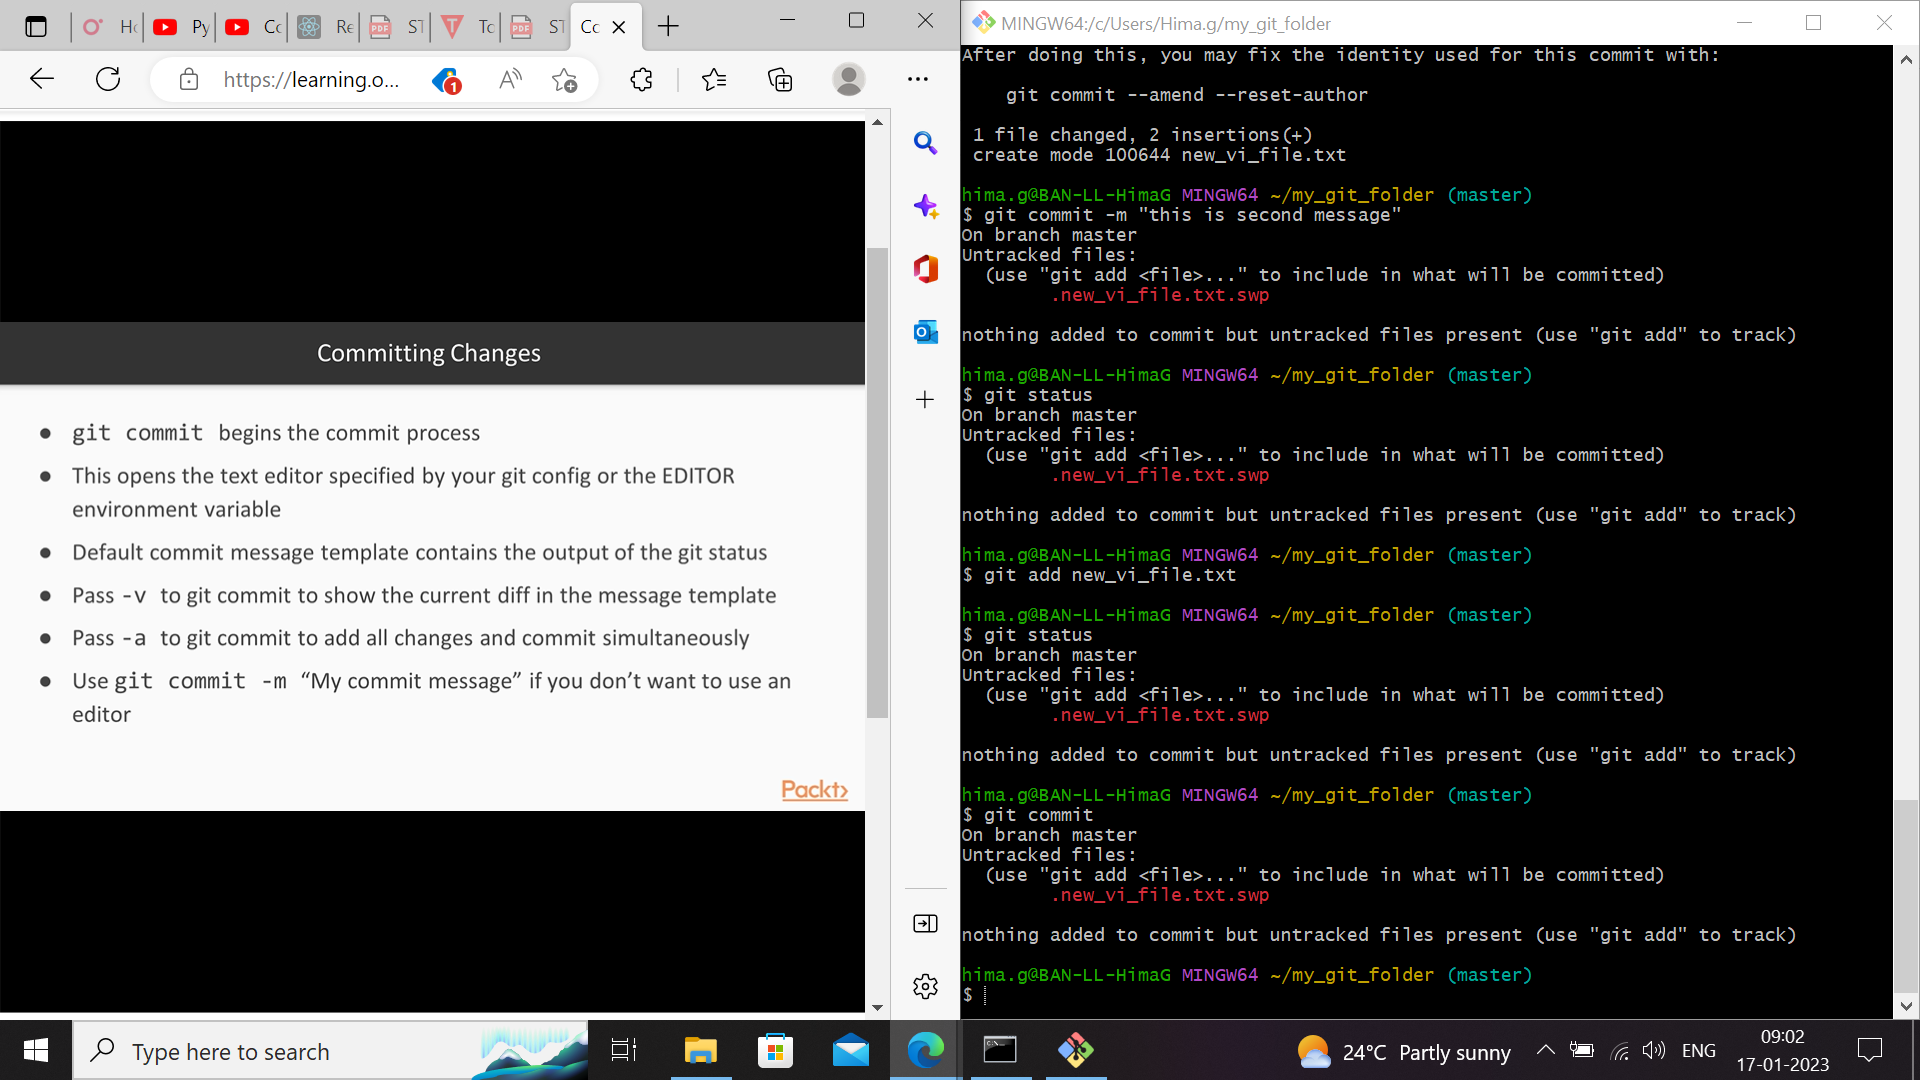 Hc
Py
Cc
Re
ST
Tc
ST
Cc
https://learning.o...
1
Committing Changes
● git commit begins the commit process
● This opens the text editor specified by your git config or the EDITOR
environment variable
● Default commit message template contains the output of the git status
● Pass -v to git commit to show the current diff in the message template
● Pass -a to git commit to add all changes and commit simultaneously
● Use git commit -m “My commit message” if you don’t want to use an
editor
Packt>
MINGW64:/c/Users/Hima.g/my_git_folder
After doing this, you may fix the identity used for this commit with:
git commit --amend --reset-author
1 file changed, 2 insertions(+)
create mode 100644 new_vi_file.txt
hima.g@BAN-LL-HimaG MINGW64 ~/my_git_folder (master)
$ git commit -m "this is second message"
On branch master
Untracked files:
(use "git add <file>..." to include in what will be committed)
.new_vi_file.txt.swp
nothing added to commit but untracked files present (use "git add" to track)
hima.g@BAN-LL-HimaG MINGW64 ~/my_git_folder (master)
$ git status
On branch master
Untracked files:
(use "git add <file>..." to include in what will be committed)
.new_vi_file.txt.swp
nothing added to commit but untracked files present (use "git add" to track)
hima.g@BAN-LL-HimaG MINGW64 ~/my_git_folder (master)
$ git add new_vi_file.txt
hima.g@BAN-LL-HimaG MINGW64 ~/my_git_folder (master)
$ git status
On branch master
Untracked files:
(use "git add <file>..." to include in what will be committed)
.new_vi_file.txt.swp
nothing added to commit but untracked files present (use "git add" to track)
hima.g@BAN-LL-HimaG MINGW64 ~/my_git_folder (master)
$ git commit
On branch master
Untracked files:
(use "git add <file>..." to include in what will be committed)
.new_vi_file.txt.swp
nothing added to commit but untracked files present (use "git add" to track)
hima.g@BAN-LL-HimaG MINGW64 ~/my_git_folder (master)
$
Type here to search
24°C Partly sunny
ENG
09:02
17-01-2023